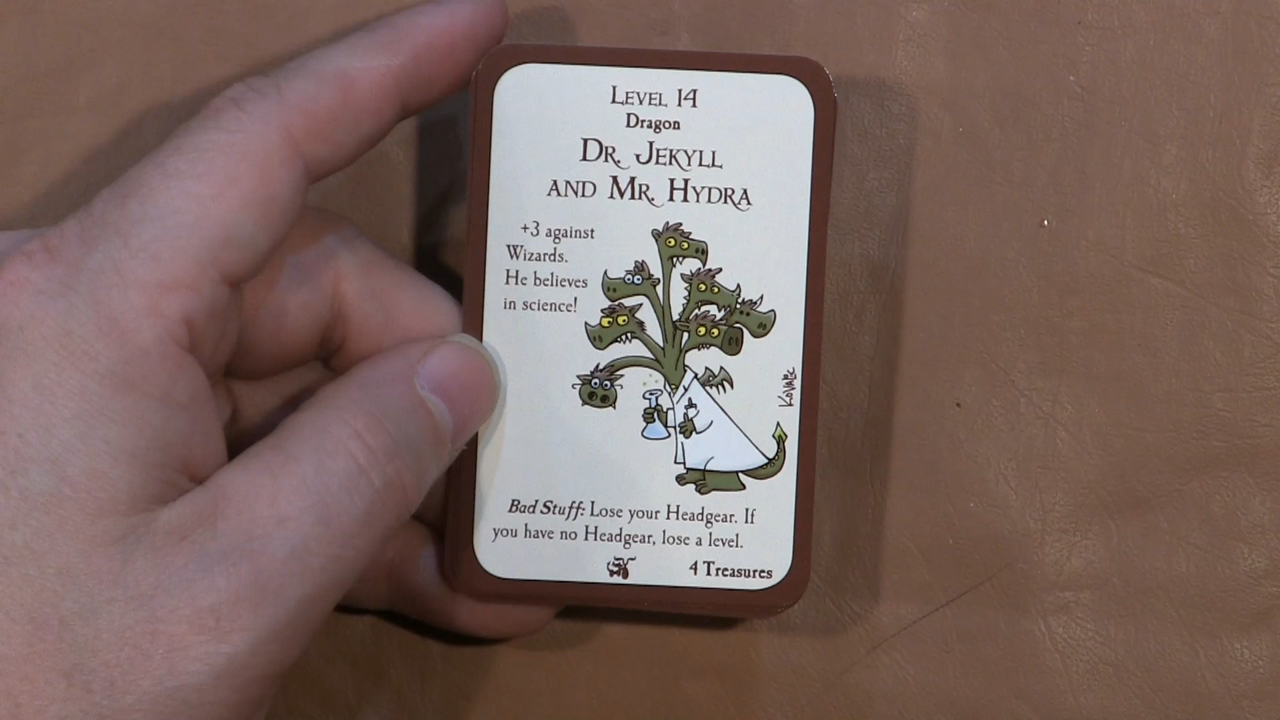 LEVEL 14
Dragon
DR. JEKYLL
AND MR. HYDRA
+3 against
Wizards.
He believes
in science!
KOVALIC
Bad Stuff: Lose your Headgear. If
you have no Headgear, lose a level.
4 Treasures